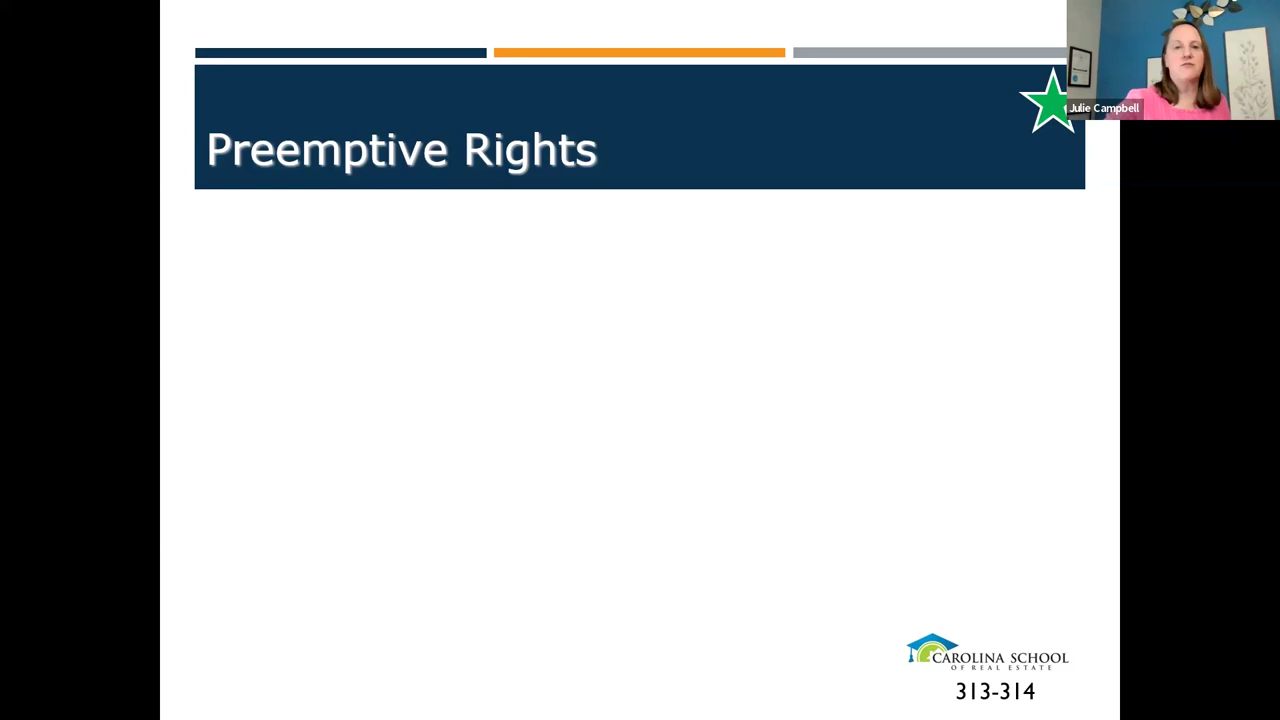 Preemptive Rights
Julie Campbell
CAROLINA SCHOOL
OF REAL ESTATE
313-314